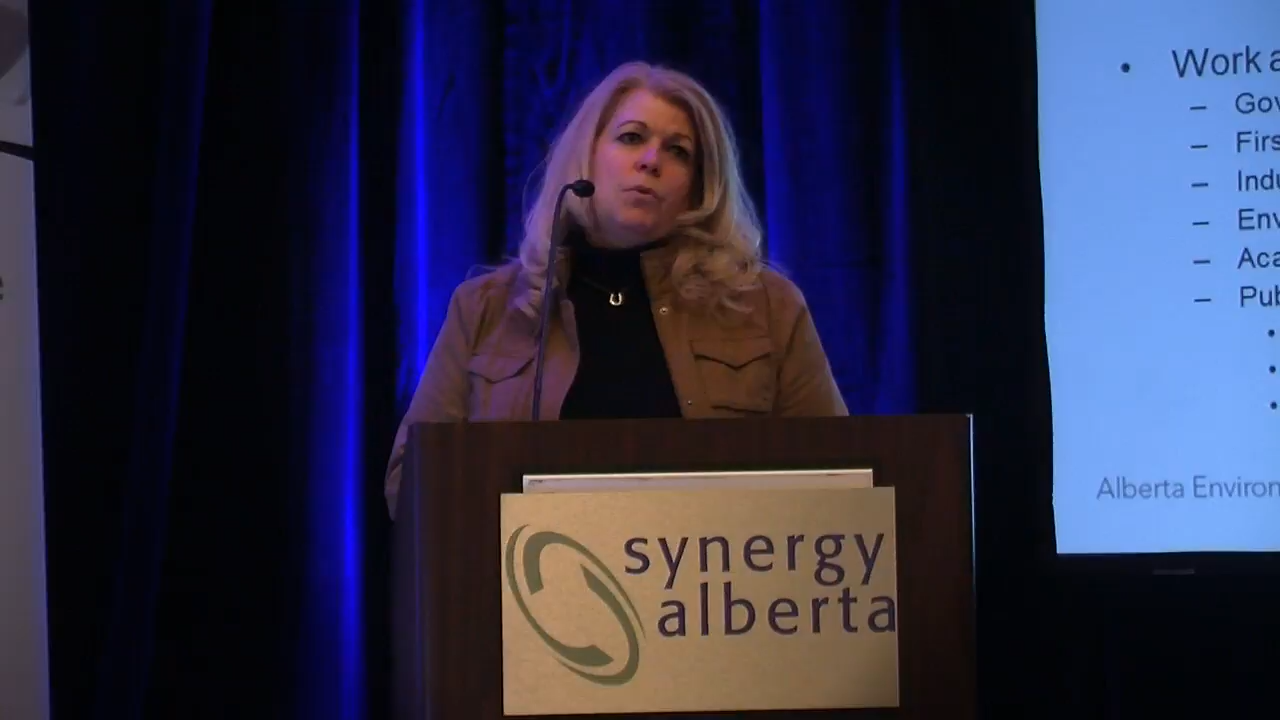 • Work
– Gov
– Firs
– Indu
– Env
– Aca
– Pub
Alberta Environ
synergy
alberta